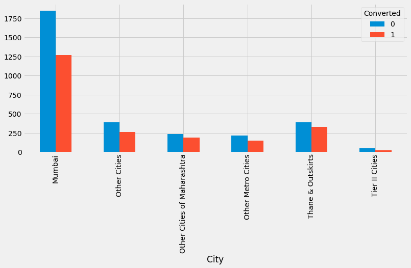 Converted
0
1
1750
1500
1250
1000
750
500
250
0
Mumbai
Other Cities
Other Cities of Maharashtra
Other Metro Cities
Thane & Outskirts
Tier II Cities
City